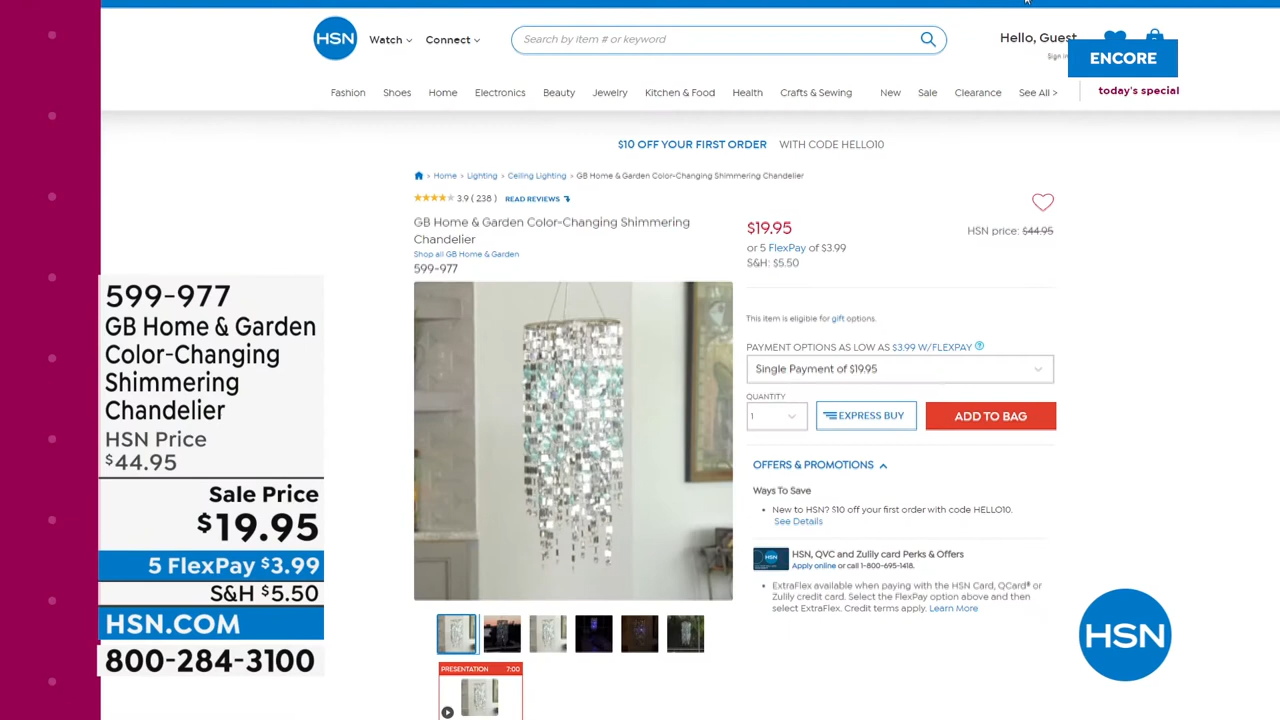 HSN
Watch
Connect
Search by item # or keyword
Hello, Guest
Sign in
ENCORE
Fashion
Shoes
Home
Electronics
Beauty
Jewelry
Kitchen & Food
Health
Crafts & Sewing
New
Sale
Clearance
See All >
today's special
$10 OFF YOUR FIRST ORDER WITH CODE HELLO10
> Home > Lighting > Ceiling Lighting > GB Home & Garden Color-Changing Shimmering Chandelier
3.9 ( 238 ) READ REVIEWS
GB Home & Garden Color-Changing Shimmering
Chandelier
Shop all GB Home & Garden
599-977
$19.95
HSN price: $44.95
or 5 FlexPay of $3.99
S&H: $5.50
This item is eligible for gift options.
PAYMENT OPTIONS AS LOW AS $3.99 W/FLEXPAY ?
Single Payment of $19.95
QUANTITY
1
EXPRESS BUY
ADD TO BAG
OFFERS & PROMOTIONS
Ways To Save
• New to HSN? $10 off your first order with code HELLO10.
See Details
HSN
HSN, QVC and Zulily card Perks & Offers
Apply online or call 1-800-695-1418.
• ExtraFlex available when paying with the HSN Card, QCard® or
Zulily credit card. Select the FlexPay option above and then
select ExtraFlex. Credit terms apply. Learn More
PRESENTATION 7:00
599-977
GB Home & Garden
Color-Changing
Shimmering
Chandelier
HSN Price
$44.95
Sale Price
$19.95
5 FlexPay $3.99
S&H $5.50
HSN.COM
800-284-3100
HSN